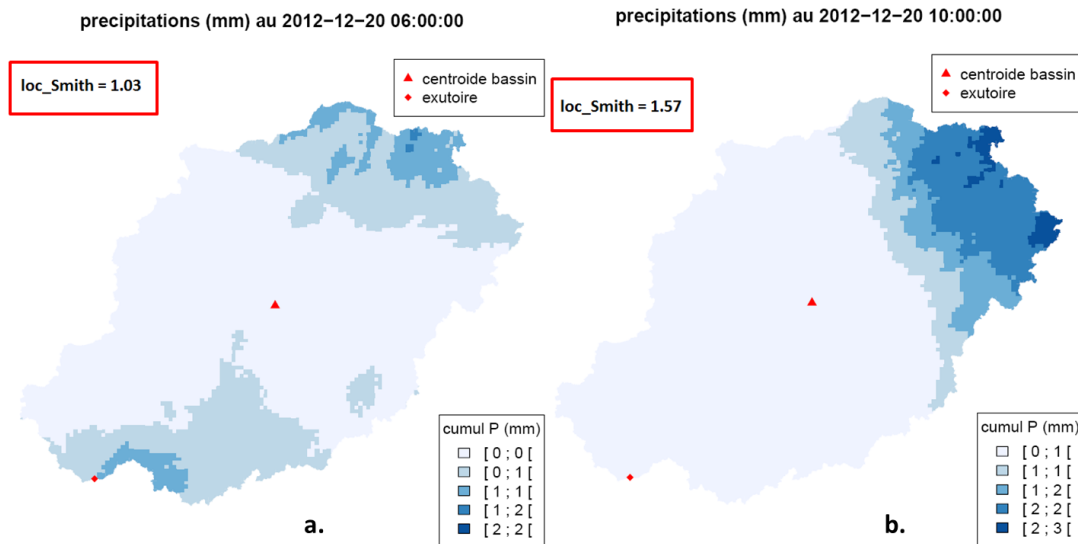 precipitations (mm) au 2012−12−20 06:00:00
loc_Smith = 1.03
centroide bassin
exutoire
cumul P (mm)
[ 0 ; 0 [
[ 0 ; 1 [
[ 1 ; 1 [
[ 1 ; 2 [
[ 2 ; 2 [
a.
precipitations (mm) au 2012−12−20 10:00:00
loc_Smith = 1.57
centroide bassin
exutoire
cumul P (mm)
[ 0 ; 1 [
[ 1 ; 1 [
[ 1 ; 2 [
[ 2 ; 2 [
[ 2 ; 3 [
b.